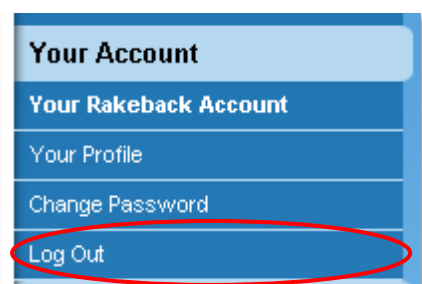 Your Account
Your Rakeback Account
Your Profile
Change Password
Log Out